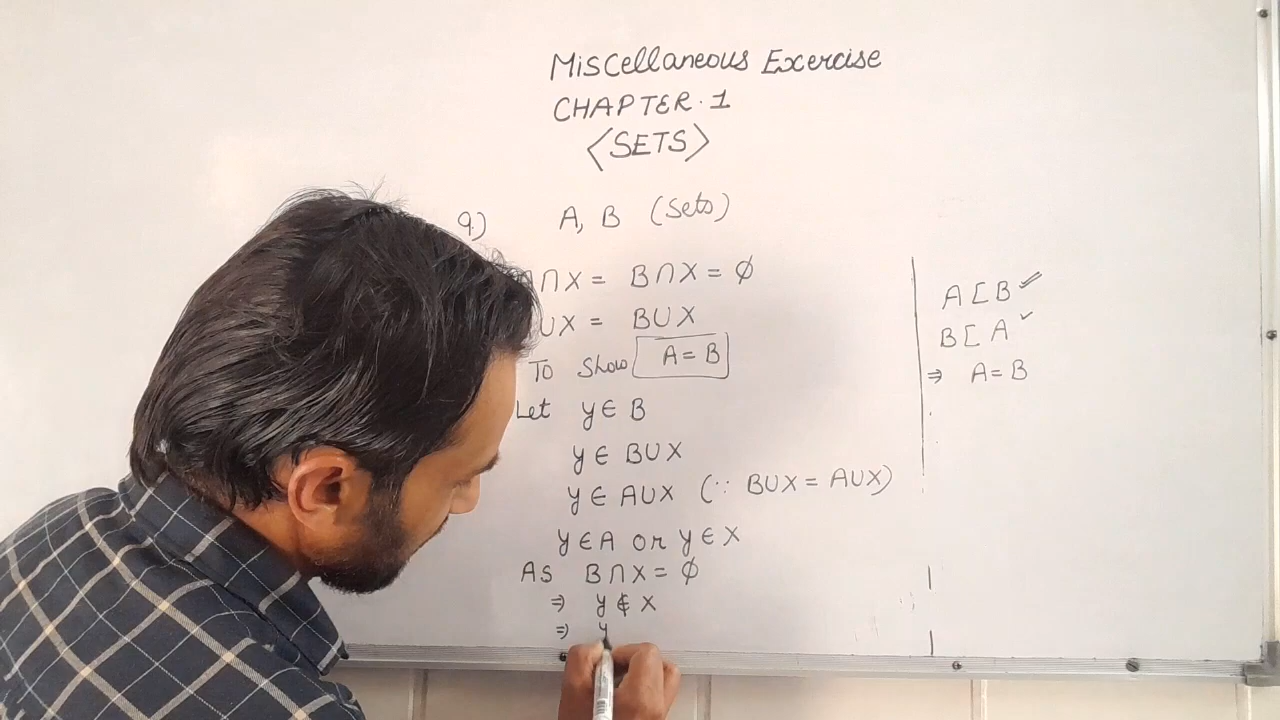 Miscellaneous Exercise
CHAPTER.1
<SETS>
9.) A, B (Sets)
A∩X = B∩X = ∅
UX = BUX
To Show A = B
Let y ∈ B
y ∈ BUX
y ∈ AUX (∵ BUX = AUX)
y ∈ A or y ∈ X
As B∩X = ∅
⇒ y ∉ X
⇒ y
A ⊏ B ✓
B ⊏ A ✓
⇒ A = B